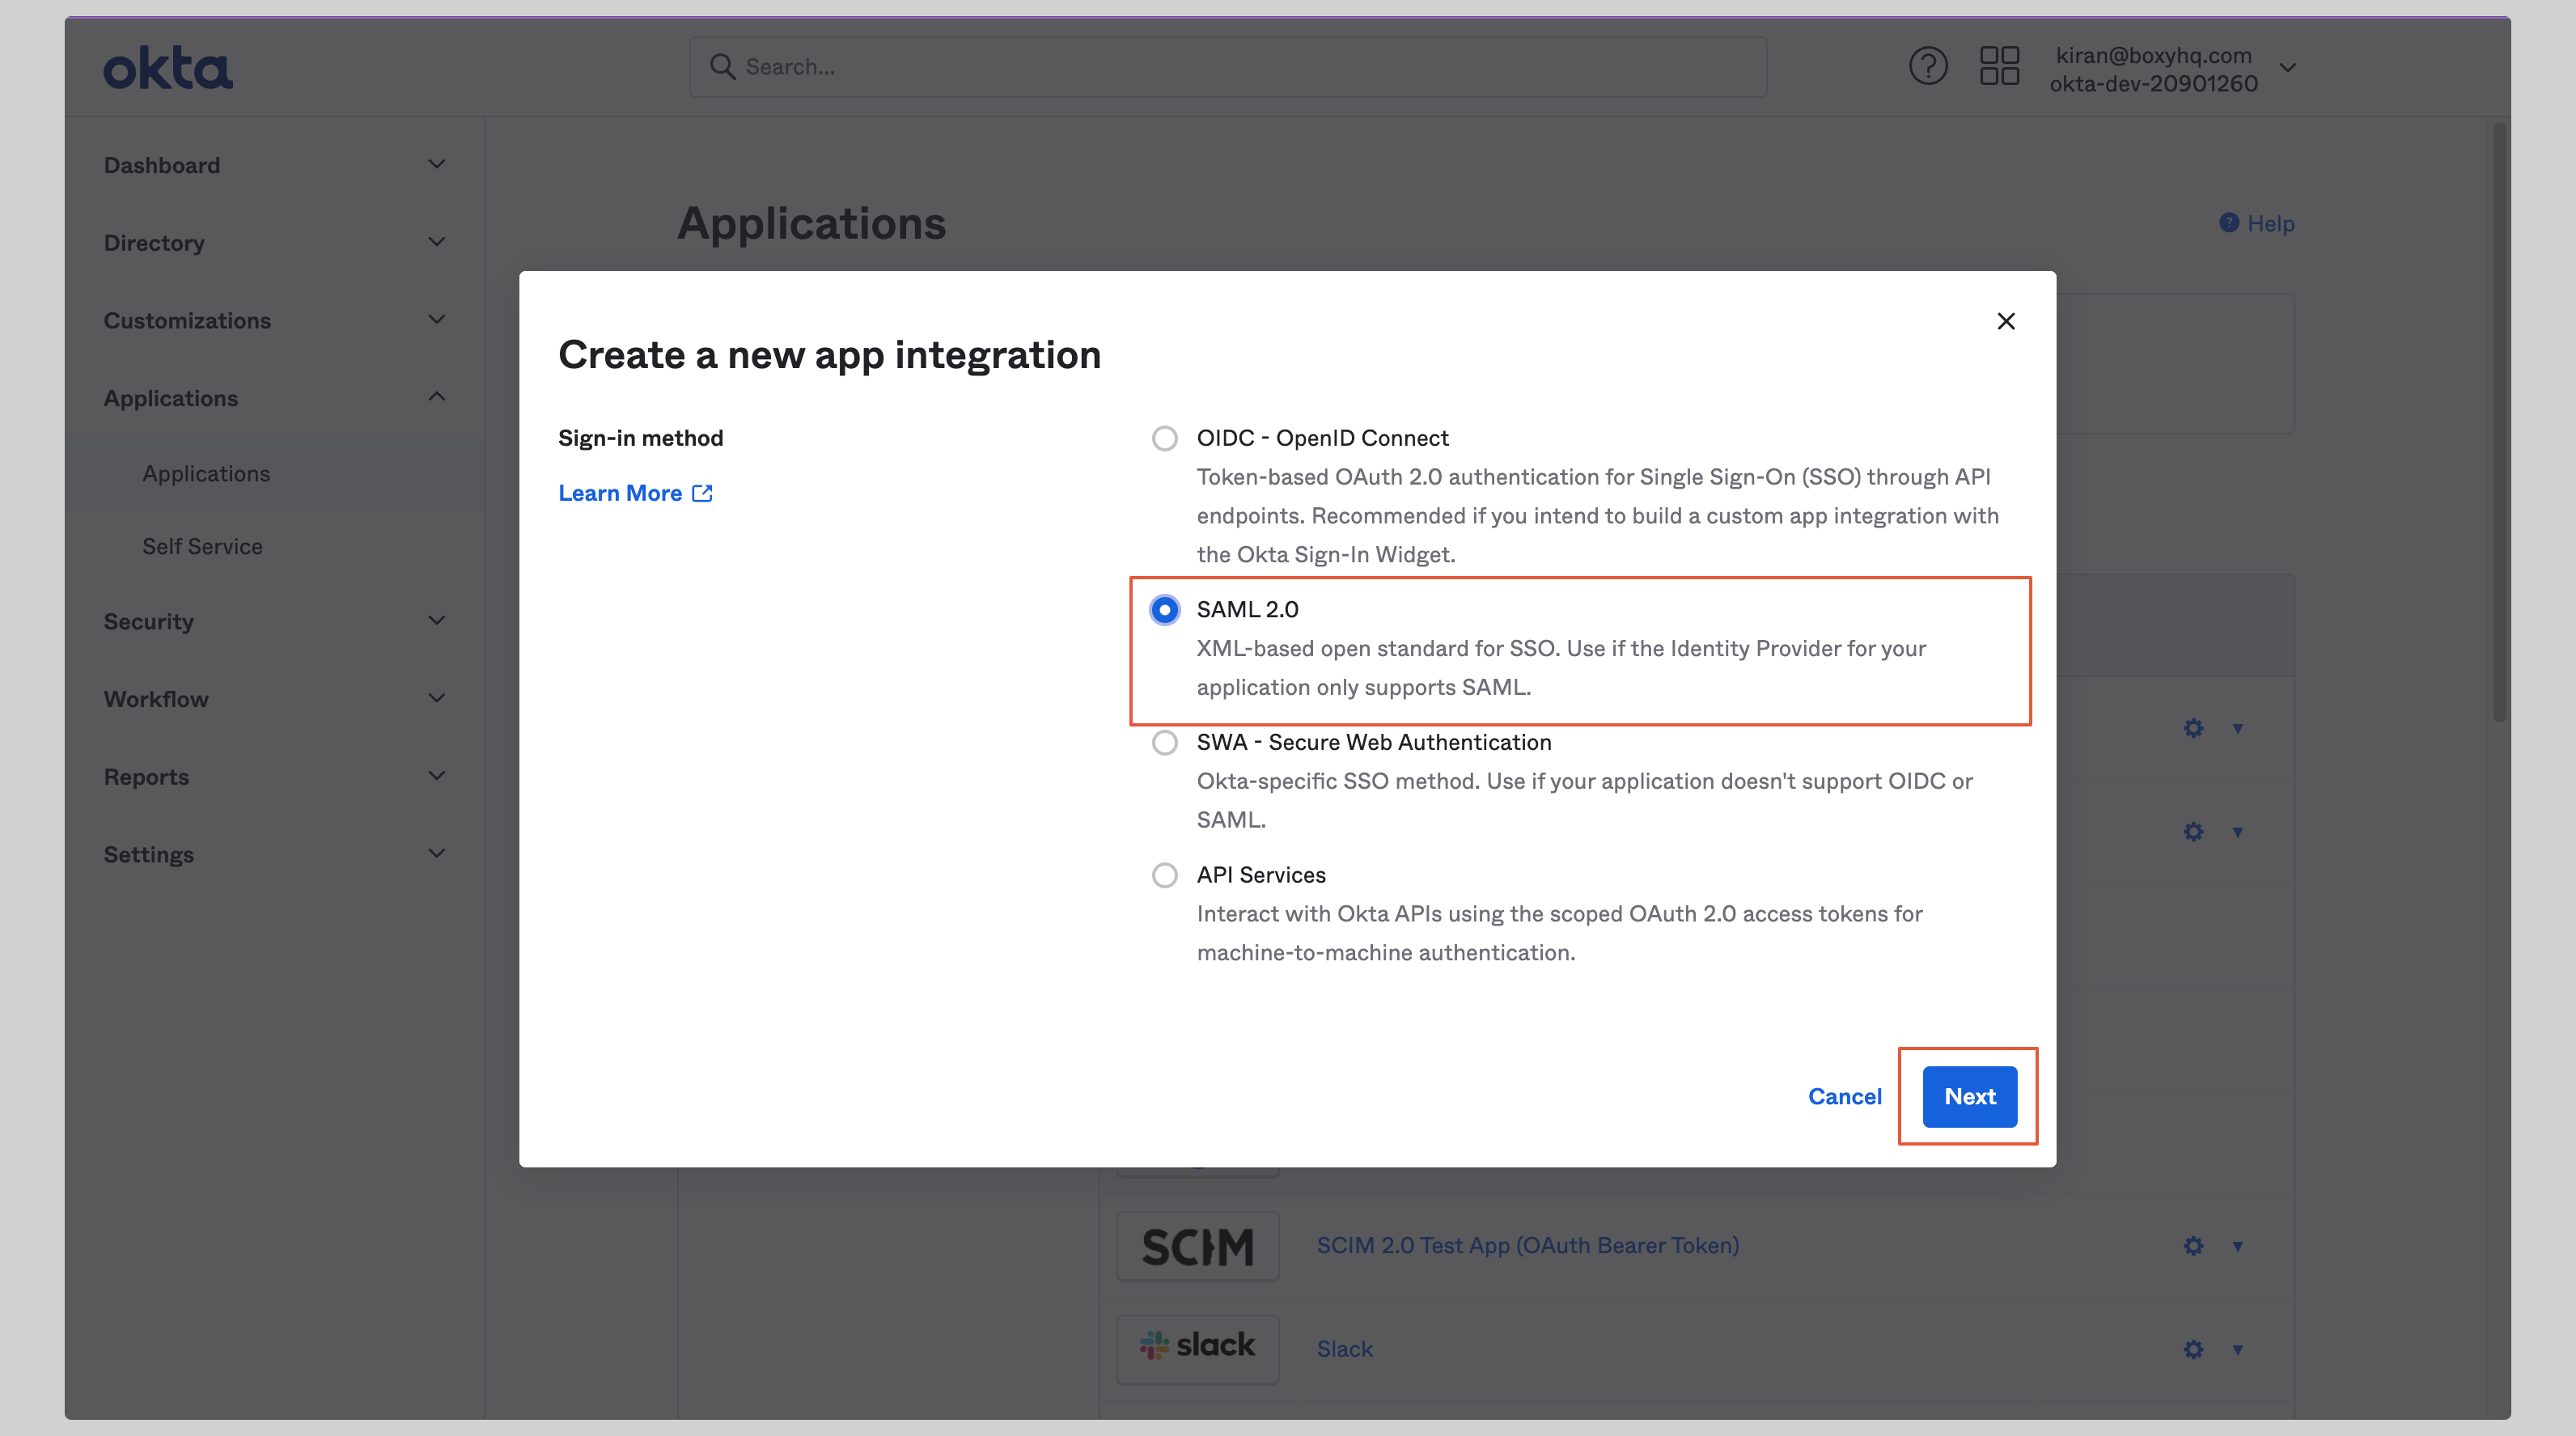 okta
Search...
kiran@boxyhq.com
okta-dev-20901260
Dashboard
Directory
Customizations
Applications
Applications
Self Service
Security
Workflow
Reports
Settings
Applications
Help
Create a new app integration
Sign-in method
Learn More
OIDC - OpenID Connect
Token-based OAuth 2.0 authentication for Single Sign-On (SSO) through API
endpoints. Recommended if you intend to build a custom app integration with
the Okta Sign-In Widget.
SAML 2.0
XML-based open standard for SSO. Use if the Identity Provider for your
application only supports SAML.
SWA - Secure Web Authentication
Okta-specific SSO method. Use if your application doesn't support OIDC or
SAML.
API Services
Interact with Okta APIs using the scoped OAuth 2.0 access tokens for
machine-to-machine authentication.
Cancel
Next
SCIM
SCIM 2.0 Test App (OAuth Bearer Token)
slack
Slack